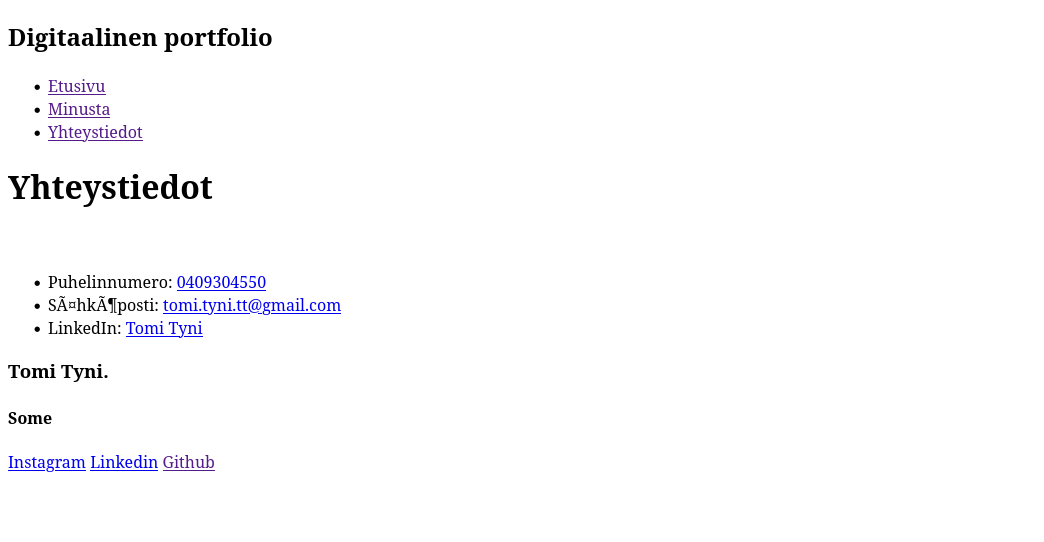 Digitaalinen portfolio
Etusivu
Minusta
Yhteystiedot
Yhteystiedot
Puhelinnumero: 0409304550
SÃ¤hkÃ¶posti: tomi.tyni.tt@gmail.com
LinkedIn: Tomi Tyni
Tomi Tyni.
Some
Instagram Linkedin Github